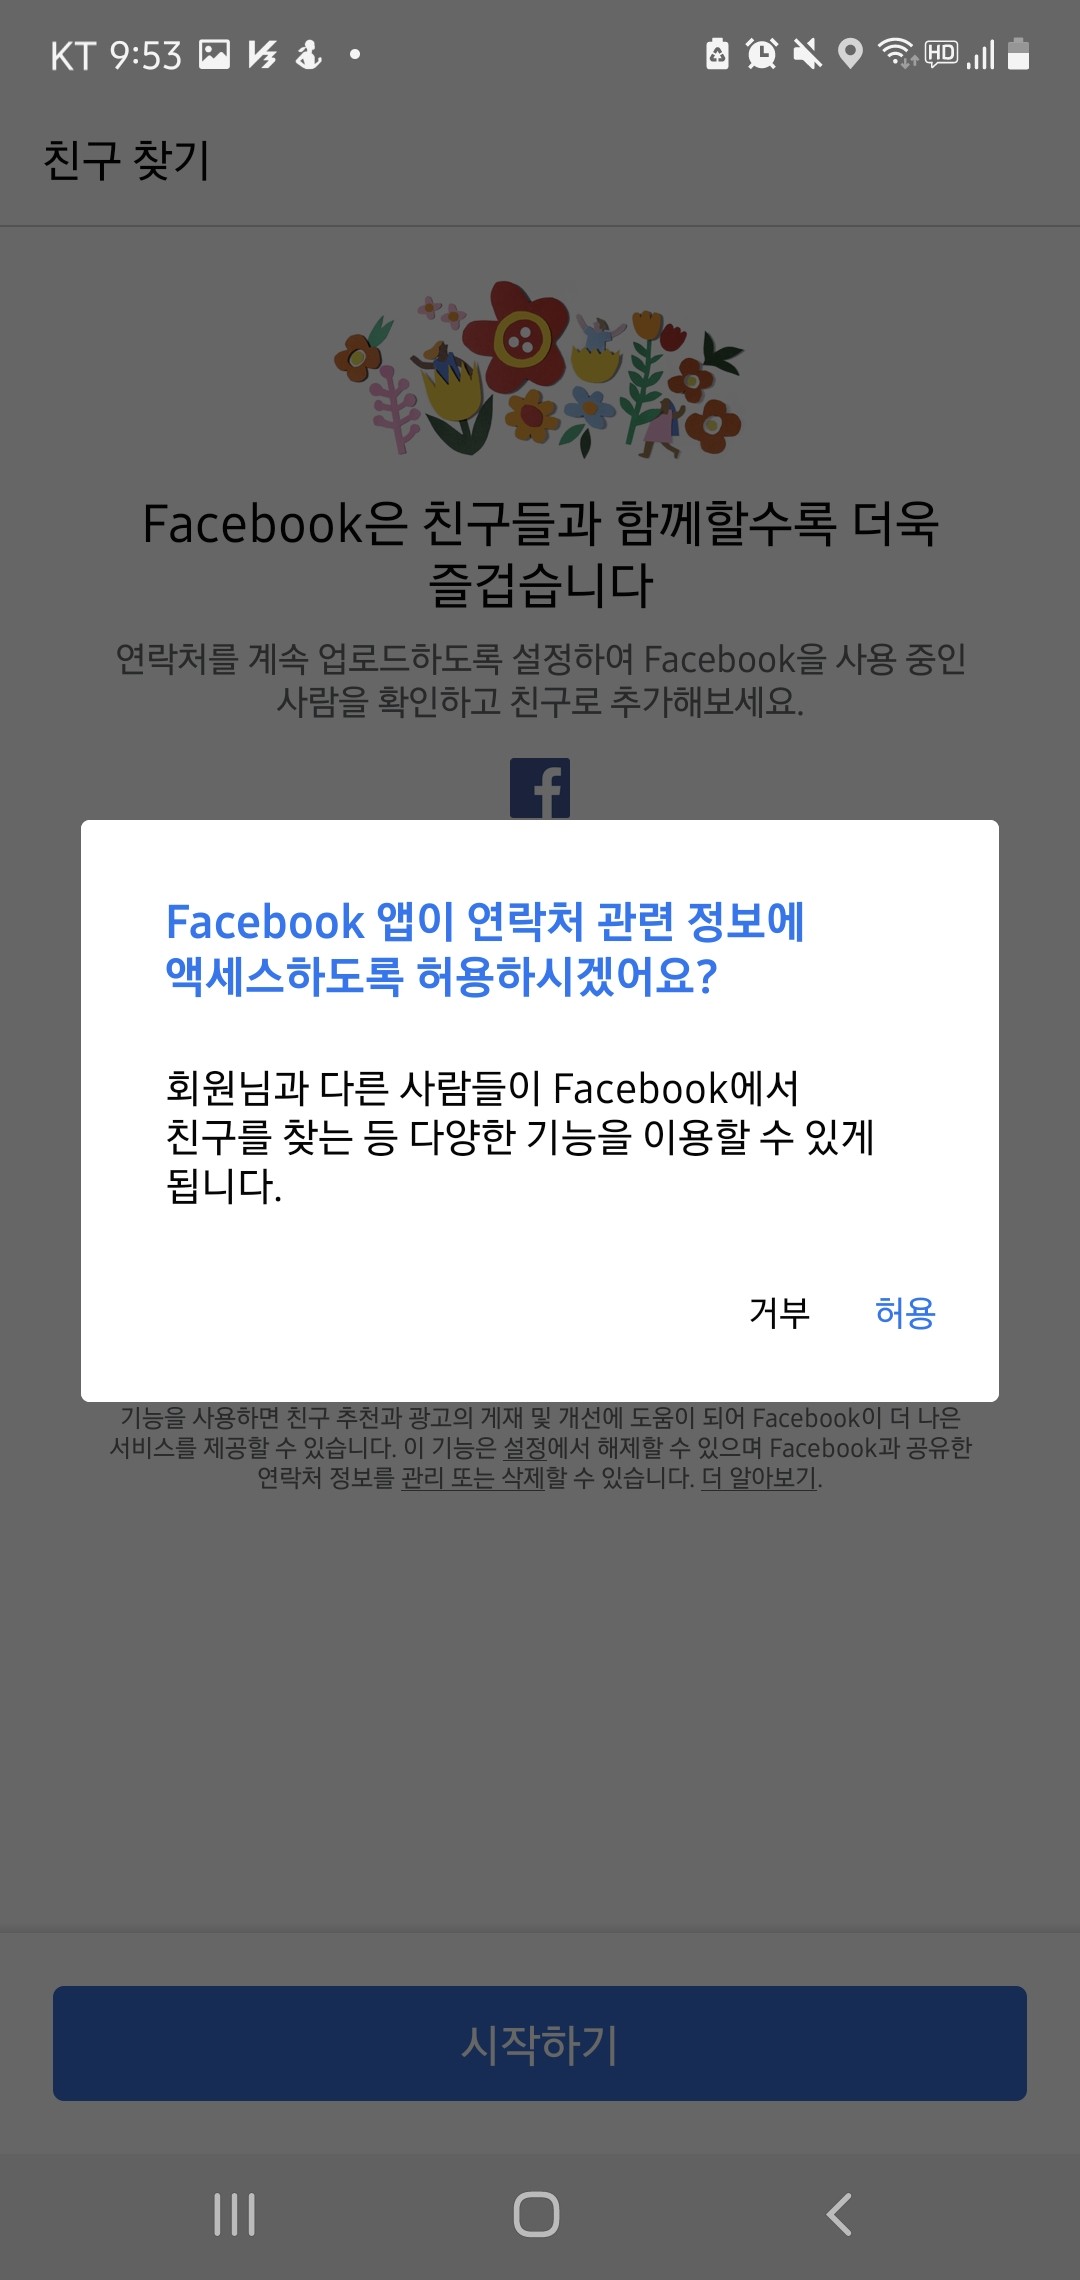 KT 9:53
HD
친구 찾기
Facebook은 친구들과 함께할수록 더욱
즐겁습니다
연락처를 계속 업로드하도록 설정하여 Facebook을 사용 중인
사람을 확인하고 친구로 추가해보세요.
Facebook 앱이 연락처 관련 정보에
액세스하도록 허용하시겠어요?
회원님과 다른 사람들이 Facebook에서
친구를 찾는 등 다양한 기능을 이용할 수 있게
됩니다.
거부 허용
기능을 사용하면 친구 추천과 광고의 게재 및 개선에 도움이 되어 Facebook이 더 나은
서비스를 제공할 수 있습니다. 이 기능은 설정에서 해제할 수 있으며 Facebook과 공유한
연락처 정보를 관리 또는 삭제할 수 있습니다. 더 알아보기.
시작하기